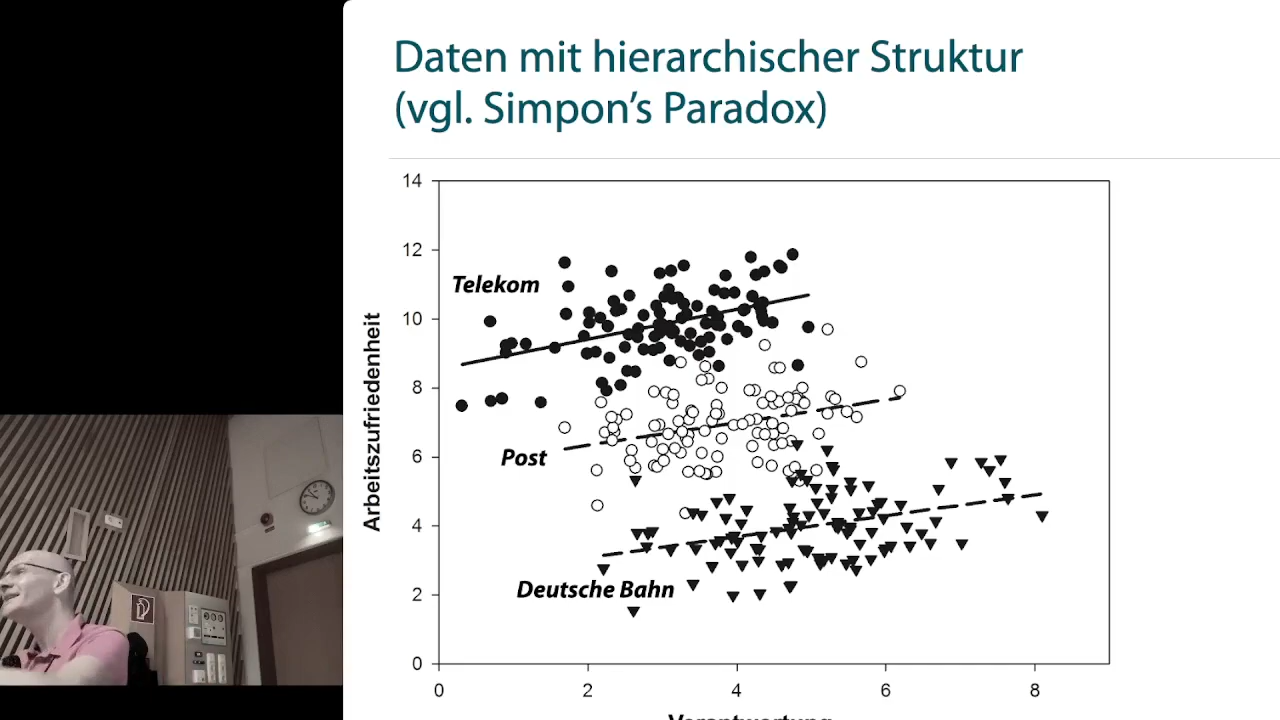 Daten mit hierarchischer Struktur
(vgl. Simpon’s Paradox)
14
12
10
8
6
4
2
0
Arbeitszufriedenheit
Telekom
Post
Deutsche Bahn
0
2
4
6
8
Verantwortung